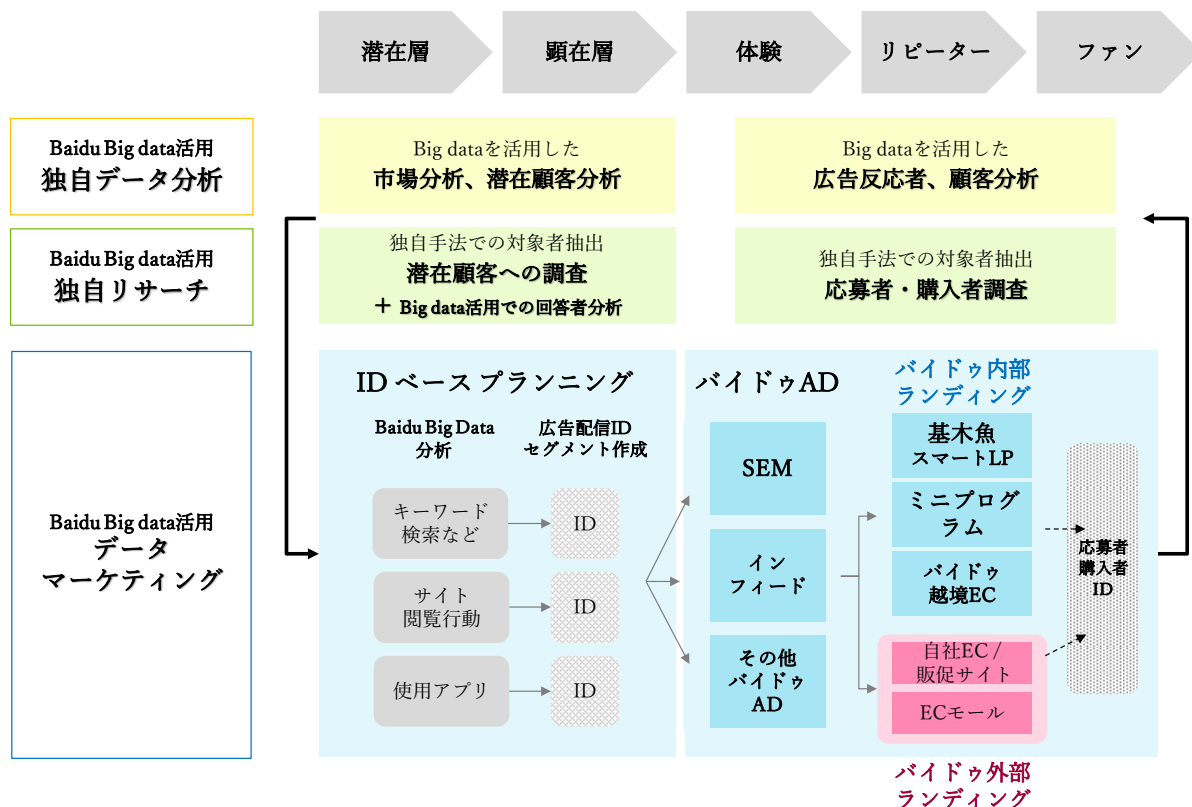 潜在層
顕在層
体験
リピーター
ファン
Baidu Big data活用
独自データ分析
Big dataを活用した
市場分析、潜在顧客分析
Big dataを活用した
広告反応者、顧客分析
Baidu Big data活用
独自リサーチ
独自手法での対象者抽出
潜在顧客への調査
＋ Big data活用での回答者分析
独自手法での対象者抽出
応募者・購入者調査
Baidu Big data活用
データ
マーケティング
ID ベース プランニング
Baidu Big Data
分析
広告配信ID
セグメント作成
キーワード
検索など
ID
サイト
閲覧行動
ID
使用アプリ
ID
バイドゥAD
SEM
イン
フィード
その他
バイドゥ
AD
バイドゥ内部
ランディング
基木魚
スマートLP
ミニプログ
ラム
バイドゥ
越境EC
自社EC /
販促サイト
ECモール
バイドゥ外部
ランディング
応募者
購入者
ID